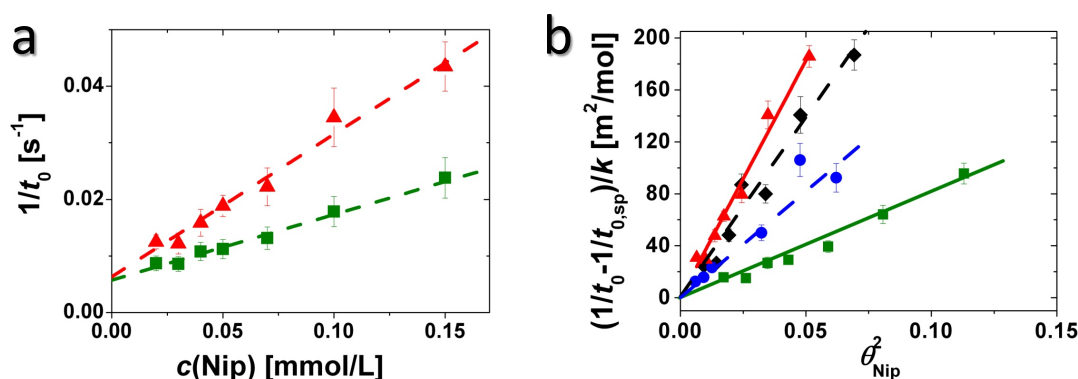 a
1/t₀ [s⁻¹]
0.04
0.02
0.00
0.00 0.05 0.10 0.15
c(Nip) [mmol/L]
b
(1/t₀-1/t₀,sp)/k [m²/mol]
200
160
120
80
40
0
0.00 0.05 0.10 0.15
θ²Nip